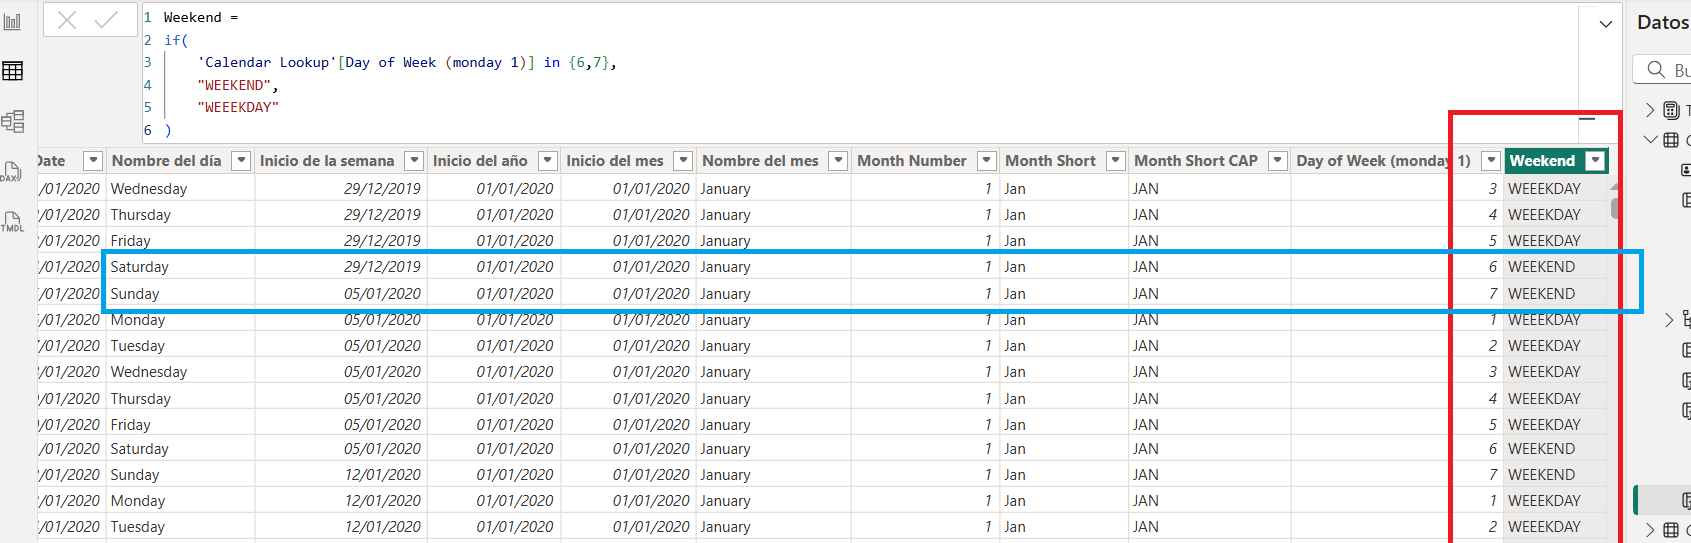 1 Weekend =
2 if(
3 'Calendar Lookup'[Day of Week (monday 1)] in {6,7},
4 "WEEKEND",
5 "WEEEKDAY"
6 )
Datos
Bu
DAX
TMDL
Date Nombre del día Inicio de la semana Inicio del año Inicio del mes Nombre del mes Month Number Month Short Month Short CAP Day of Week (monday 1) Weekend
/01/2020 Wednesday 29/12/2019 01/01/2020 01/01/2020 January 1 Jan JAN 3 WEEEKDAY
/01/2020 Thursday 29/12/2019 01/01/2020 01/01/2020 January 1 Jan JAN 4 WEEEKDAY
/01/2020 Friday 29/12/2019 01/01/2020 01/01/2020 January 1 Jan JAN 5 WEEEKDAY
/01/2020 Saturday 29/12/2019 01/01/2020 01/01/2020 January 1 Jan JAN 6 WEEKEND
/01/2020 Sunday 05/01/2020 01/01/2020 01/01/2020 January 1 Jan JAN 7 WEEKEND
/01/2020 Monday 05/01/2020 01/01/2020 01/01/2020 January 1 Jan JAN 1 WEEEKDAY
/01/2020 Tuesday 05/01/2020 01/01/2020 01/01/2020 January 1 Jan JAN 2 WEEEKDAY
/01/2020 Wednesday 05/01/2020 01/01/2020 01/01/2020 January 1 Jan JAN 3 WEEEKDAY
/01/2020 Thursday 05/01/2020 01/01/2020 01/01/2020 January 1 Jan JAN 4 WEEEKDAY
/01/2020 Friday 05/01/2020 01/01/2020 01/01/2020 January 1 Jan JAN 5 WEEEKDAY
/01/2020 Saturday 05/01/2020 01/01/2020 01/01/2020 January 1 Jan JAN 6 WEEKEND
/01/2020 Sunday 12/01/2020 01/01/2020 01/01/2020 January 1 Jan JAN 7 WEEKEND
/01/2020 Monday 12/01/2020 01/01/2020 01/01/2020 January 1 Jan JAN 1 WEEEKDAY
/01/2020 Tuesday 12/01/2020 01/01/2020 01/01/2020 January 1 Jan JAN 2 WEEEKDAY